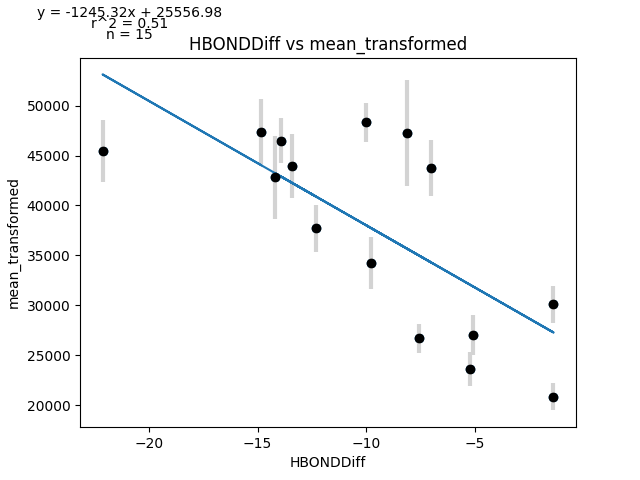 y = -1245.32x + 25556.98
r^2 = 0.51
n = 15
HBONDDiff vs mean_transformed
mean_transformed
50000
45000
40000
35000
30000
25000
20000
−20
−15
−10
−5
HBONDDiff